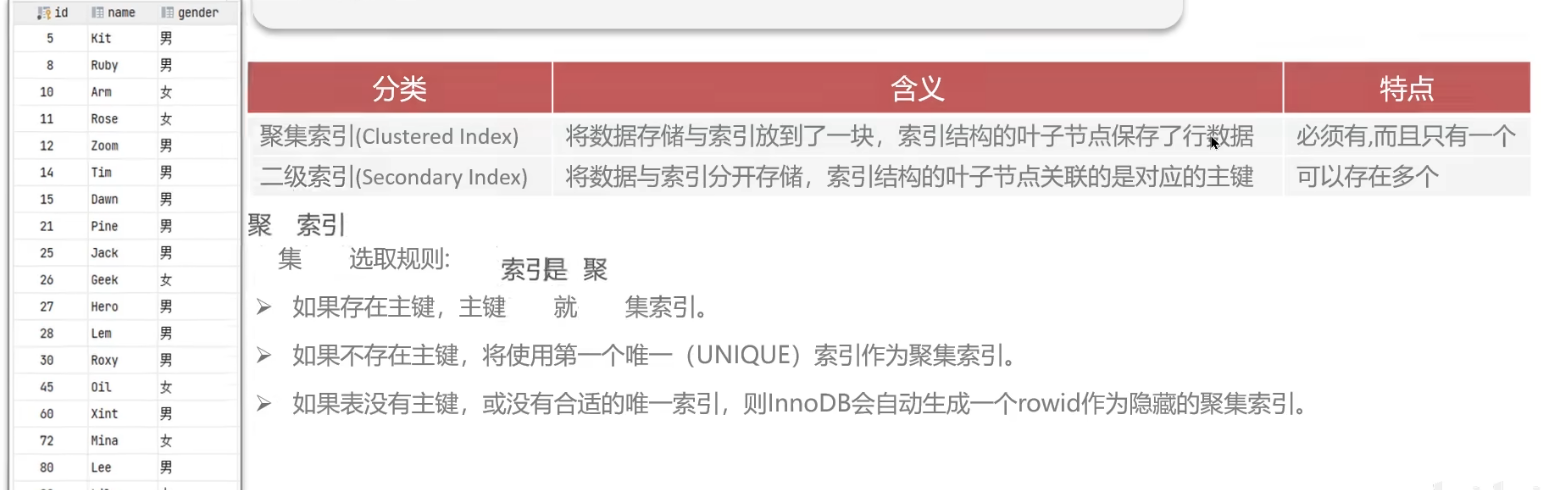 id name gender
5 Kit 男
8 Ruby 男
10 Arm 女
11 Rose 女
12 Zoom 男
14 Tim 男
15 Dawn 男
21 Pine 男
25 Jack 男
26 Geek 女
27 Hero 男
28 Lem 男
30 Roxy 男
45 Oil 女
60 Xint 男
72 Mina 女
80 Lee 男
分类 含义 特点
聚集索引(Clustered Index) 将数据存储与索引放到了一块，索引结构的叶子节点保存了行数据 必须有,而且只有一个
二级索引(Secondary Index) 将数据与索引分开存储，索引结构的叶子节点关联的是对应的主键 可以存在多个
聚 索引
集 选取规则:
索引是 聚
如果存在主键，主键 就 集索引。
如果不存在主键，将使用第一个唯一（UNIQUE）索引作为聚集索引。
如果表没有主键，或没有合适的唯一索引，则InnoDB会自动生成一个rowid作为隐藏的聚集索引。